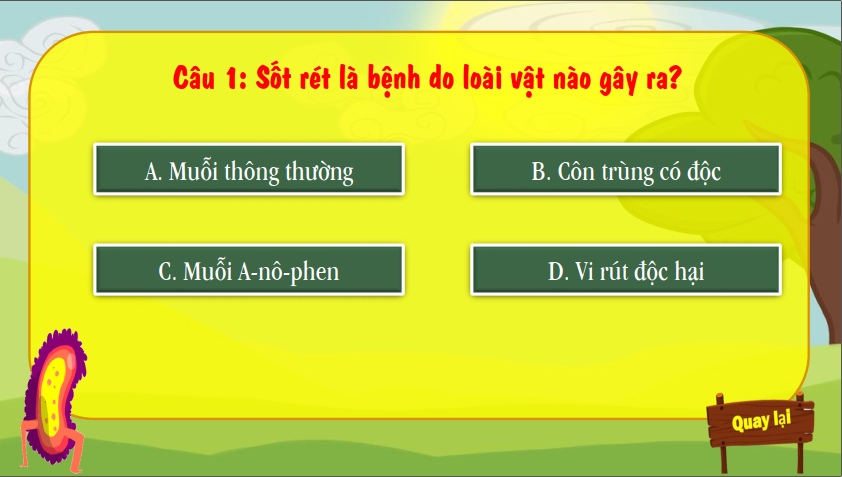 Câu 1: Sốt rét là bệnh do loài vật nào gây ra?
A. Muỗi thông thường
B. Côn trùng có độc
C. Muỗi A-nô-phen
D. Vi rút độc hại
Quay lại